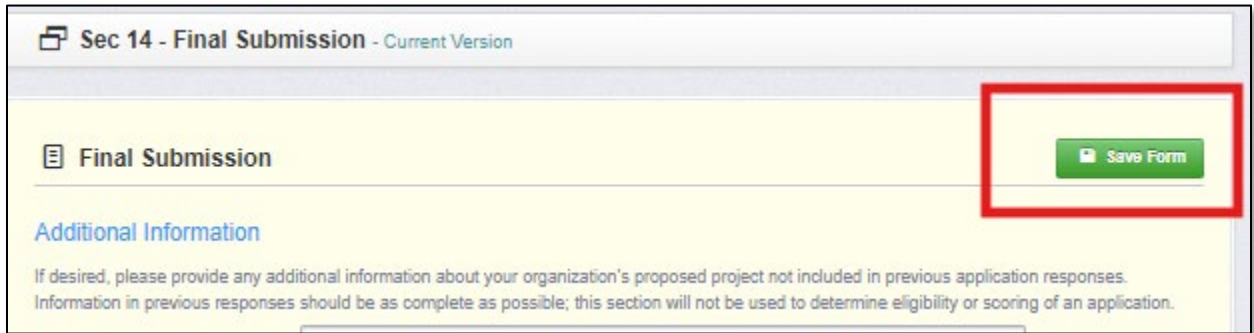 Sec 14 - Final Submission - Current Version
Final Submission
Save Form
Additional Information
If desired, please provide any additional information about your organization's proposed project not included in previous application responses.
Information in previous responses should be as complete as possible; this section will not be used to determine eligibility or scoring of an application.